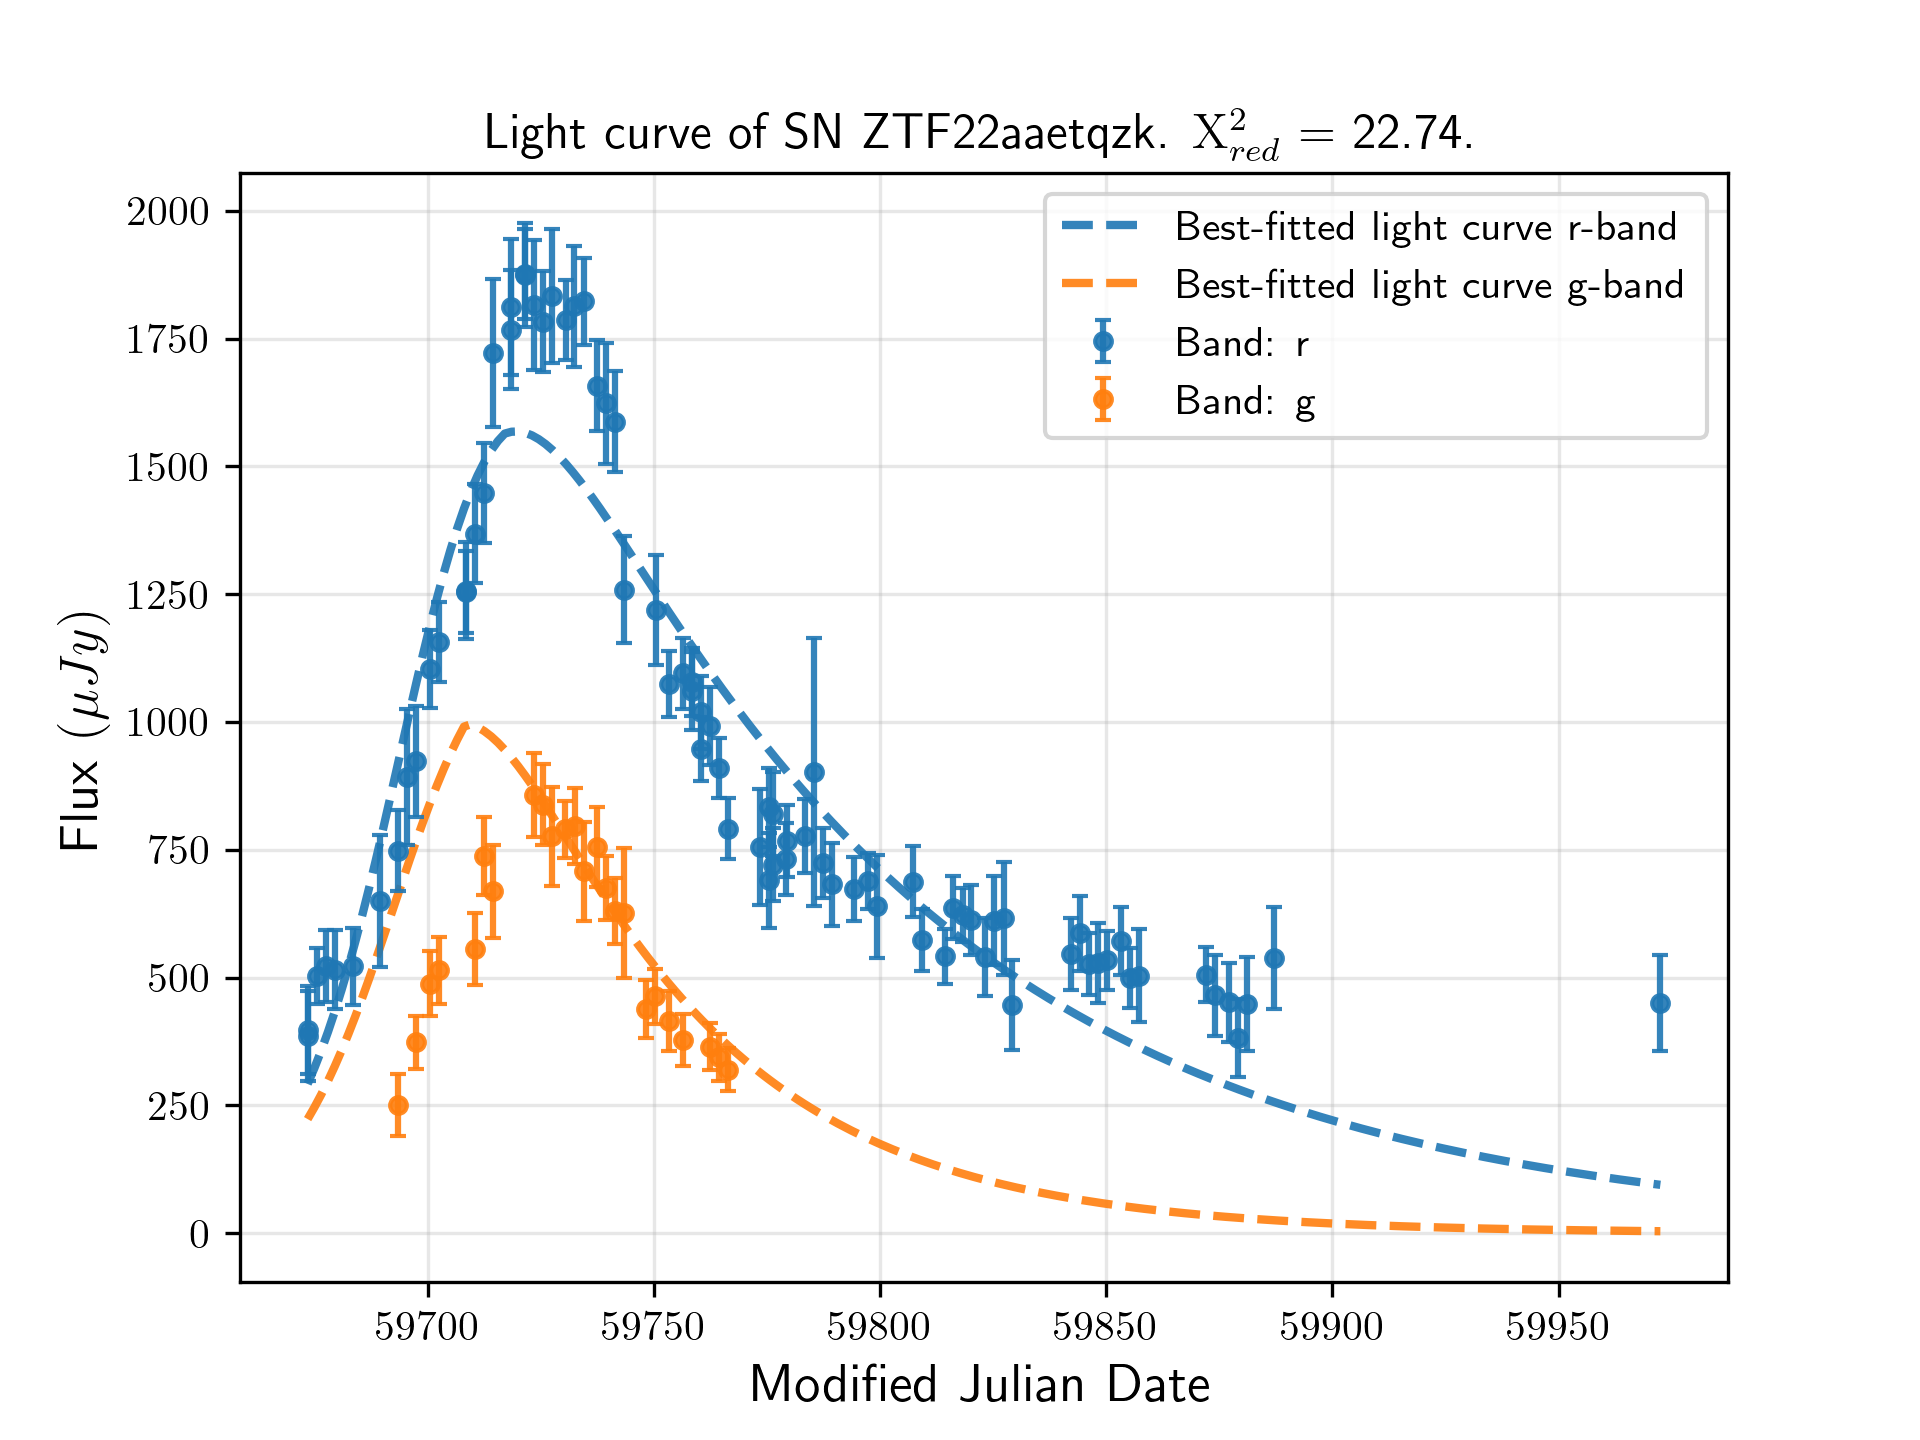 Light curve of SN ZTF22aaetqzk. X²_red = 22.74.
2000
1750
1500
1250
1000
750
500
250
0
Flux (μJy)
Best-fitted light curve r-band
Best-fitted light curve g-band
Band: r
Band: g
59700 59750 59800 59850 59900 59950
Modified Julian Date